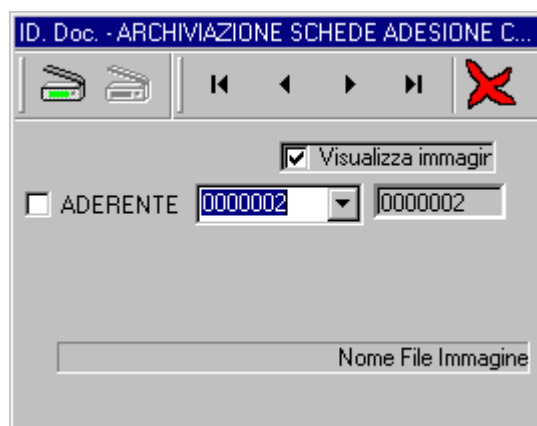 ID. Doc. - ARCHIVIAZIONE SCHEDE ADESIONE C...
Visualizza immagir
ADERENTE 0000002 0000002
Nome File Immagine